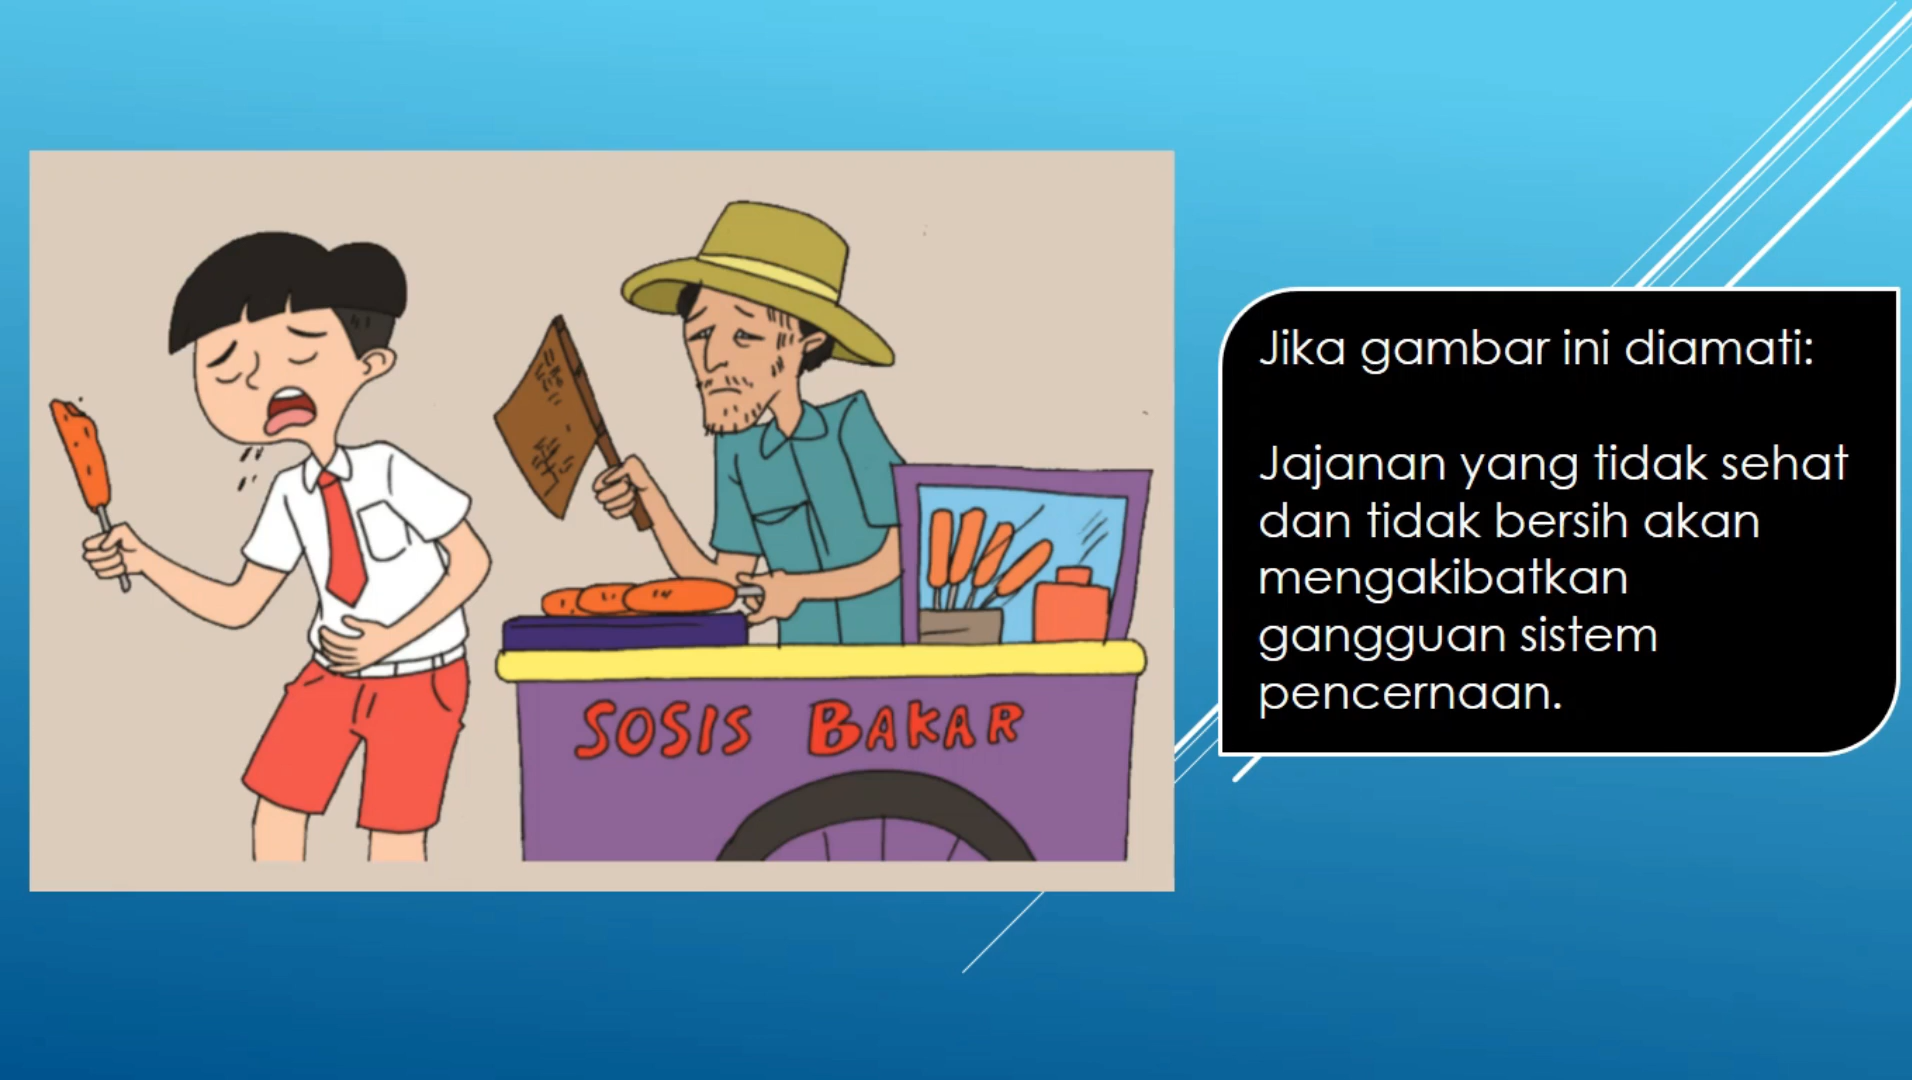 SOSIS BAKAR
Jika gambar ini diamati:
Jajanan yang tidak sehat
dan tidak bersih akan
mengakibatkan
gangguan sistem
pencernaan.